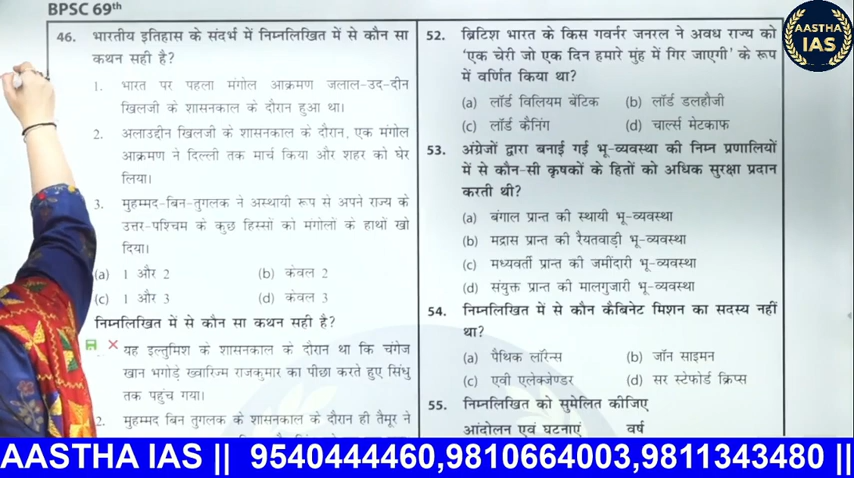 BPSC 69th
46. भारतीय इतिहास के संदर्भ में निम्नलिखित में से कौन सा
कथन सही है?
1. भारत पर पहला मंगोल आक्रमण जलाल-उद-दीन
खिलजी के शासनकाल के दौरान हुआ था।
2. अलाउद्दीन खिलजी के शासनकाल के दौरान, एक मंगोल
आक्रमण ने दिल्ली तक मार्च किया और शहर को घेर
लिया।
3. मुहम्मद-बिन-तुगलक ने अस्थायी रूप से अपने राज्य के
उत्तर-पश्चिम के कुछ हिस्सों को मंगोलों के हाथों खो
दिया।
(a) 1 और 2 (b) केवल 2
(c) 1 और 3 (d) केवल 3
निम्नलिखित में से कौन सा कथन सही है?
यह इल्तुमिश के शासनकाल के दौरान था कि चंगेज
खान भगोड़े ख्वारिज्म राजकुमार का पीछा करते हुए सिंधु
तक पहुंच गया।
2. मुहम्मद बिन तुगलक के शासनकाल के दौरान ही तैमूर ने
52. ब्रिटिश भारत के किस गवर्नर जनरल ने अवध राज्य को
‘एक चेरी जो एक दिन हमारे मुंह में गिर जाएगी’ के रूप
में वर्णित किया था?
(a) लॉर्ड विलियम बेंटिक (b) लॉर्ड डलहौजी
(c) लॉर्ड कैनिंग (d) चार्ल्स मेटकाफ
53. अंग्रेजों द्वारा बनाई गई भू-व्यवस्था की निम्न प्रणालियों
में से कौन-सी कृषकों के हितों को अधिक सुरक्षा प्रदान
करती थी?
(a) बंगाल प्रान्त की स्थायी भू-व्यवस्था
(b) मद्रास प्रान्त की रैयतवाड़ी भू-व्यवस्था
(c) मध्यवर्ती प्रान्त की जमींदारी भू-व्यवस्था
(d) संयुक्त प्रान्त की मालगुजारी भू-व्यवस्था
54. निम्नलिखित में से कौन कैबिनेट मिशन का सदस्य नहीं
था?
(a) पैथिक लॉरेन्स (b) जॉन साइमन
(c) एवी एलेक्जेण्डर (d) सर स्टेफोर्ड क्रिप्स
55. निम्नलिखित को सुमेलित कीजिए
आंदोलन एवं घटनाएं वर्ष
AASTHA
IAS
AASTHA IAS || 9540444460,9810664003,9811343480 ||